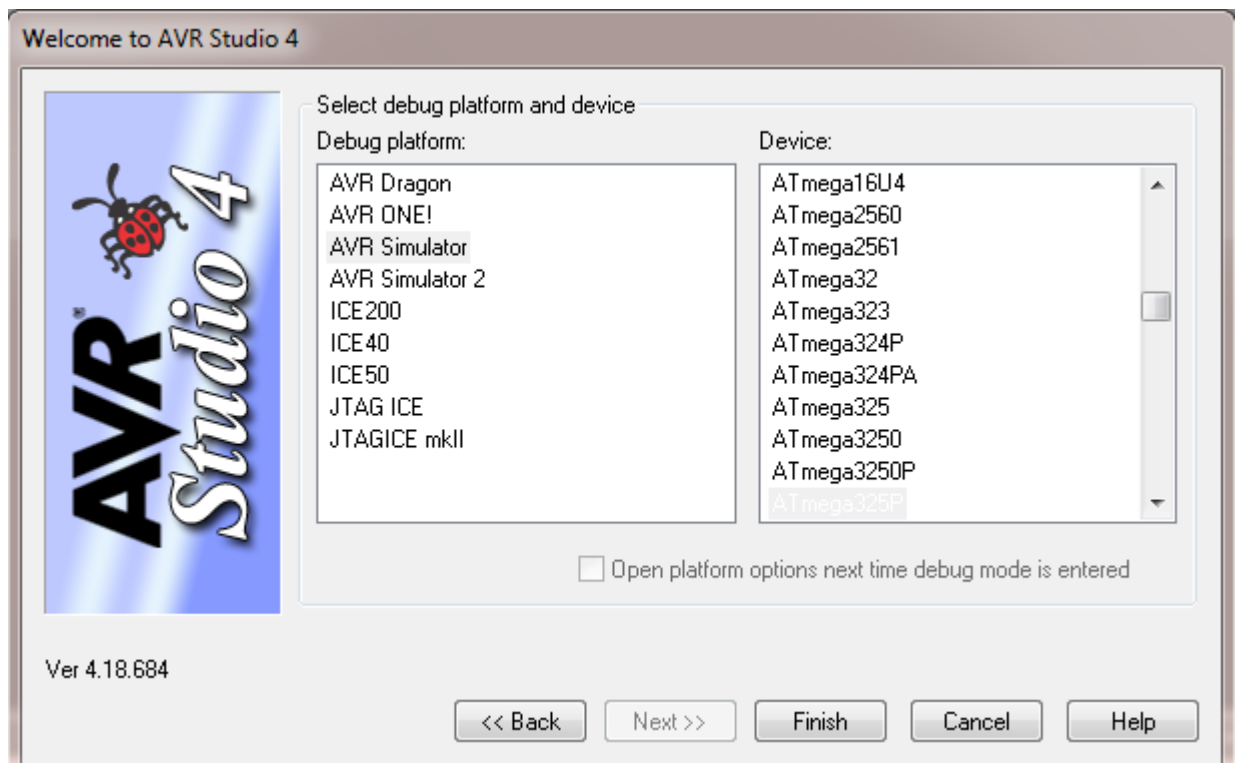 Welcome to AVR Studio 4
AVR Studio 4
Select debug platform and device
Debug platform:
AVR Dragon
AVR ONE!
AVR Simulator
AVR Simulator 2
ICE200
ICE40
ICE50
JTAG ICE
JTAGICE mkII
Device:
ATmega16U4
ATmega2560
ATmega2561
ATmega32
ATmega323
ATmega324P
ATmega324PA
ATmega325
ATmega3250
ATmega3250P
ATmega325P
Open platform options next time debug mode is entered
Ver 4.18.684
<< Back
Next >>
Finish
Cancel
Help